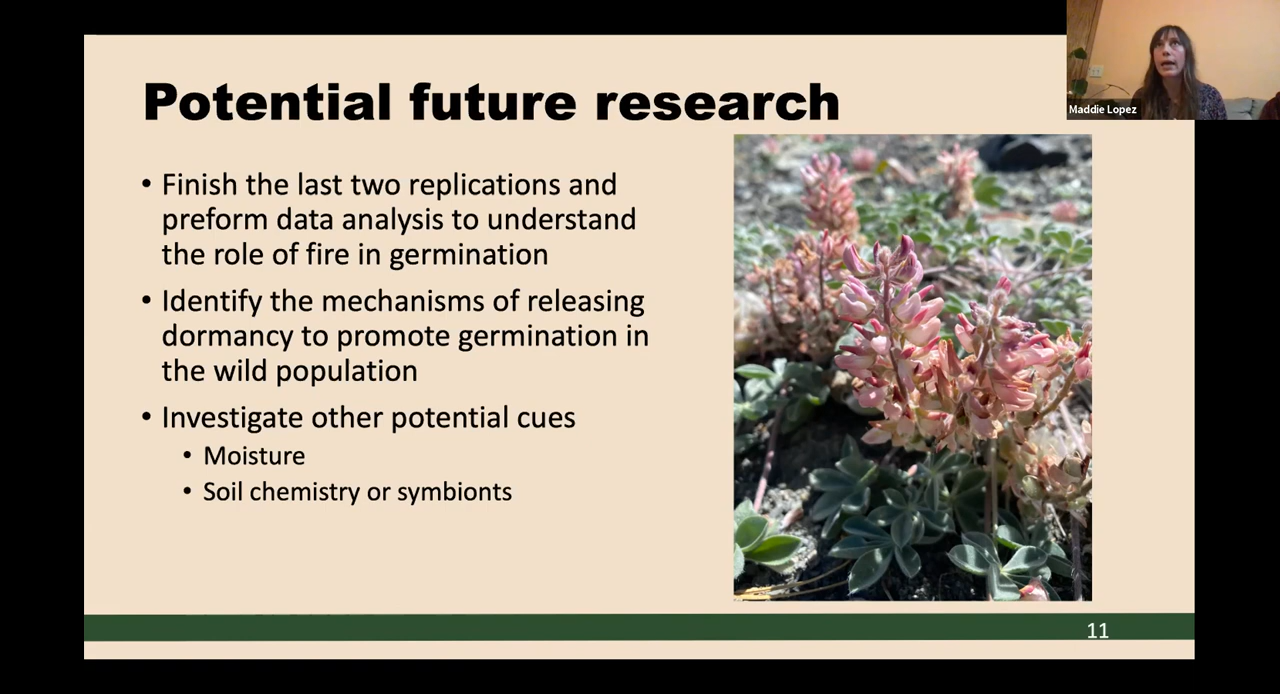 Potential future research
• Finish the last two replications and
preform data analysis to understand
the role of fire in germination
• Identify the mechanisms of releasing
dormancy to promote germination in
the wild population
• Investigate other potential cues
• Moisture
• Soil chemistry or symbionts
11
Maddie Lopez